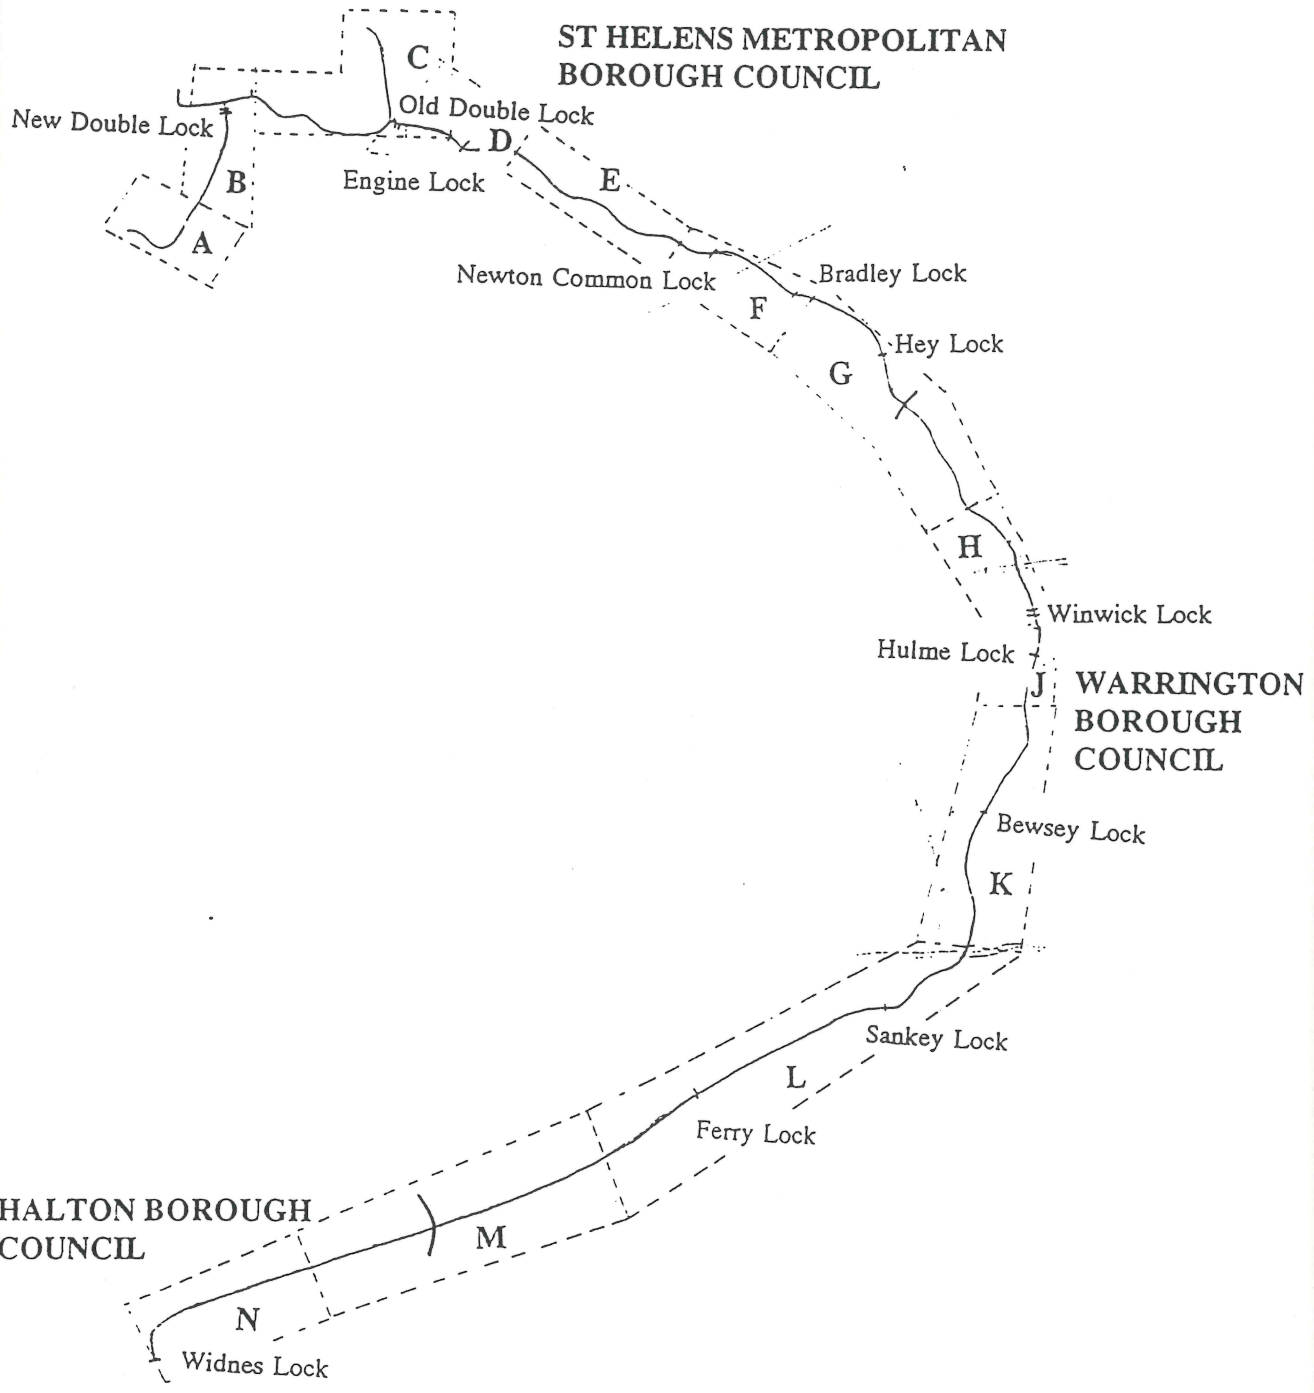 ST HELENS METROPOLITAN
BOROUGH COUNCIL
C
Old Double Lock
New Double Lock
D
Engine Lock
E
B
A
Newton Common Lock
Bradley Lock
F
Hey Lock
G
H
Winwick Lock
Hulme Lock
J
WARRINGTON
BOROUGH
COUNCIL
Bewsey Lock
K
Sankey Lock
L
Ferry Lock
HALTON BOROUGH
COUNCIL
M
N
Widnes Lock